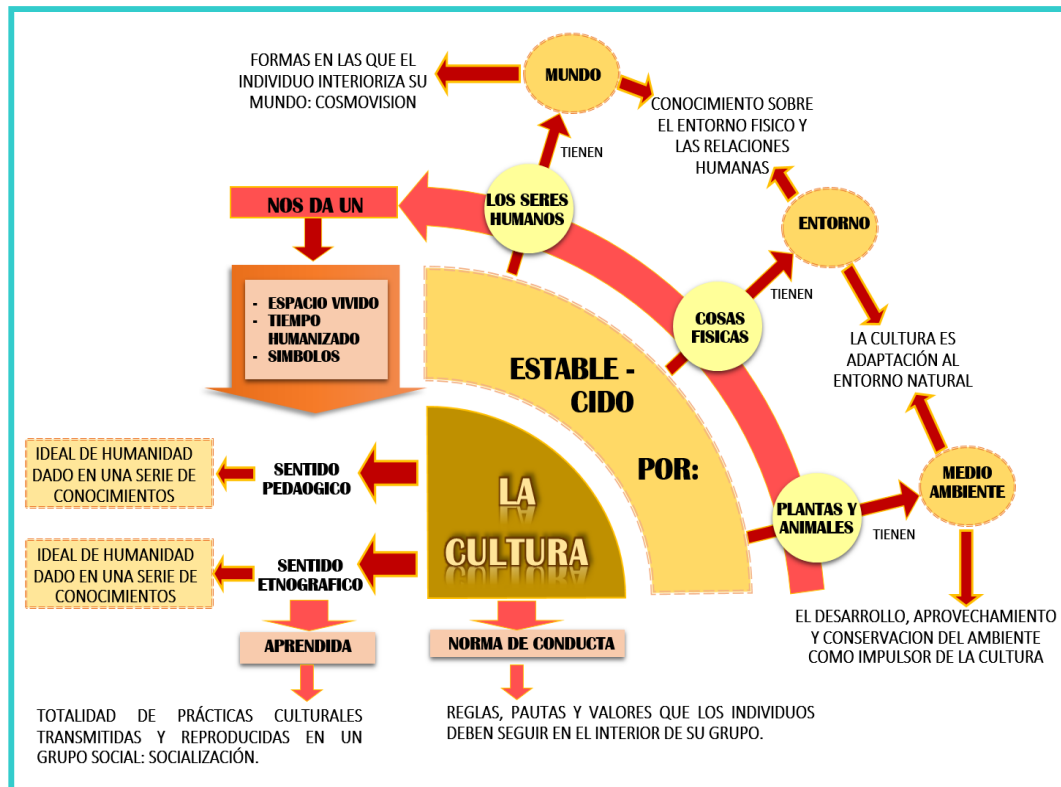 FORMAS EN LAS QUE EL
INDIVIDUO INTERIORIZA SU
MUNDO: COSMOVISION
MUNDO
CONOCIMIENTO SOBRE
EL ENTORNO FISICO Y
LAS RELACIONES
HUMANAS
TIENEN
LOS SERES
HUMANOS
NOS DA UN
ENTORNO
TIENEN
- ESPACIO VIVIDO
- TIEMPO
HUMANIZADO
- SIMBOLOS
COSAS
FISICAS
LA CULTURA ES
ADAPTACIÓN AL
ENTORNO NATURAL
ESTABLE -
CIDO
POR:
IDEAL DE HUMANIDAD
DADO EN UNA SERIE DE
CONOCIMIENTOS
SENTIDO
PEDAOGICO
LA
CULTURA
PLANTAS Y
ANIMALES
TIENEN
MEDIO
AMBIENTE
IDEAL DE HUMANIDAD
DADO EN UNA SERIE DE
CONOCIMIENTOS
SENTIDO
ETNOGRAFICO
EL DESARROLLO, APROVECHAMIENTO
Y CONSERVACION DEL AMBIENTE
COMO IMPULSOR DE LA CULTURA
APRENDIDA
NORMA DE CONDUCTA
TOTALIDAD DE PRÁCTICAS CULTURALES
TRANSMITIDAS Y REPRODUCIDAS EN UN
GRUPO SOCIAL: SOCIALIZACIÓN.
REGLAS, PAUTAS Y VALORES QUE LOS INDIVIDUOS
DEBEN SEGUIR EN EL INTERIOR DE SU GRUPO.